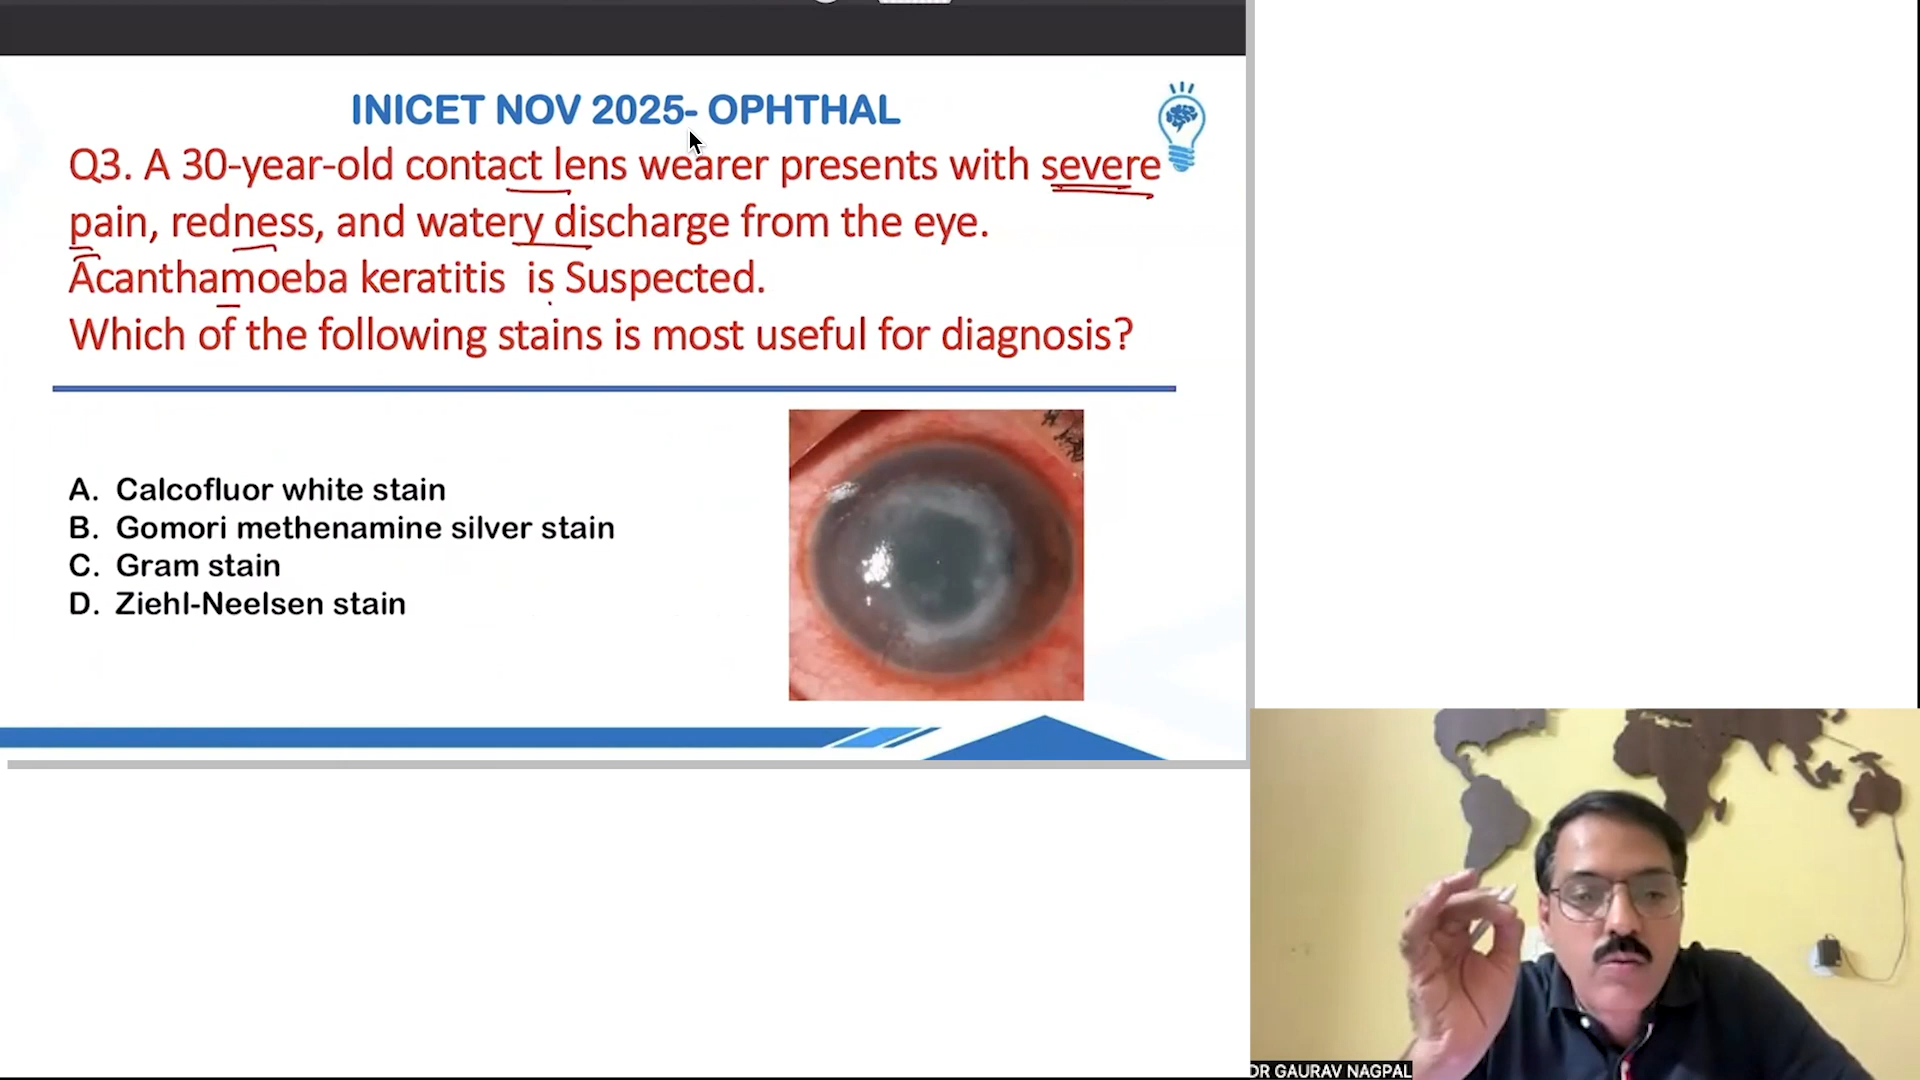 INICET NOV 2025- OPHTHAL
Q3. A 30-year-old contact lens wearer presents with severe
pain, redness, and watery discharge from the eye.
Acanthamoeba keratitis is Suspected.
Which of the following stains is most useful for diagnosis?
A. Calcofluor white stain
B. Gomori methenamine silver stain
C. Gram stain
D. Ziehl-Neelsen stain
DR GAURAV NAGPAL